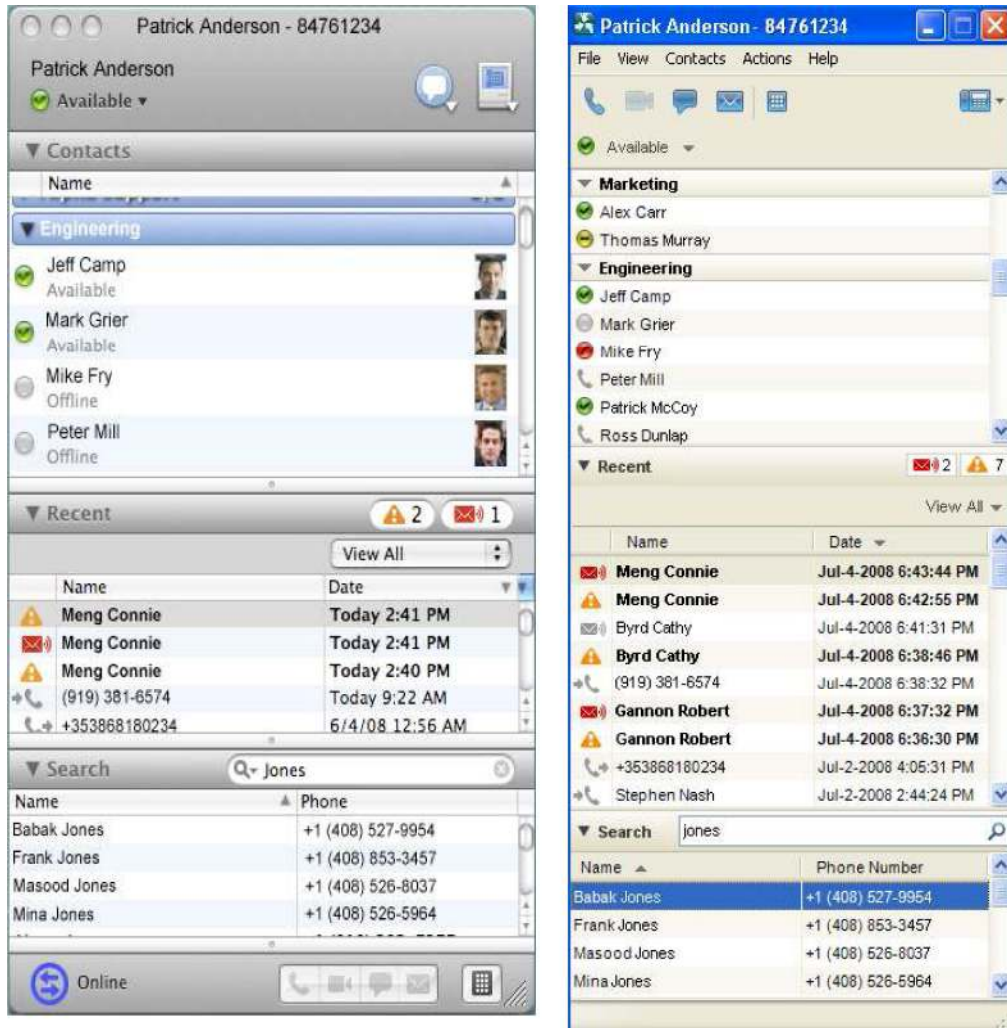 Patrick Anderson - 84761234
Patrick Anderson
Available
Contacts
Name
Engineering
Jeff Camp
Available
Mark Grier
Available
Mike Fry
Offline
Peter Mill
Offline
Recent 2 1
View All
Name Date
Meng Connie Today 2:41 PM
Meng Connie Today 2:41 PM
Meng Connie Today 2:40 PM
(919) 381-6574 Today 9:22 AM
+353868180234 6/4/08 12:56 AM
Search Jones
Name Phone
Babak Jones +1 (408) 527-9954
Frank Jones +1 (408) 853-3457
Masood Jones +1 (408) 526-8037
Mina Jones +1 (408) 526-5964
Online
Patrick Anderson - 84761234
File View Contacts Actions Help
Available
Marketing
Alex Carr
Thomas Murray
Engineering
Jeff Camp
Mark Grier
Mike Fry
Peter Mill
Patrick McCoy
Ross Dunlap
Recent 2 7
View All
Name Date
Meng Connie Jul-4-2008 6:43:44 PM
Meng Connie Jul-4-2008 6:42:55 PM
Byrd Cathy Jul-4-2008 6:41:31 PM
Byrd Cathy Jul-4-2008 6:38:46 PM
(919) 381-6574 Jul-4-2008 6:38:32 PM
Gannon Robert Jul-4-2008 6:37:32 PM
Gannon Robert Jul-4-2008 6:36:30 PM
+353868180234 Jul-2-2008 4:05:31 PM
Stephen Nash Jul-2-2008 2:44:24 PM
Search jones
Name Phone Number
Babak Jones +1 (408) 527-9954
Frank Jones +1 (408) 853-3457
Masood Jones +1 (408) 526-8037
Mina Jones +1 (408) 526-5964